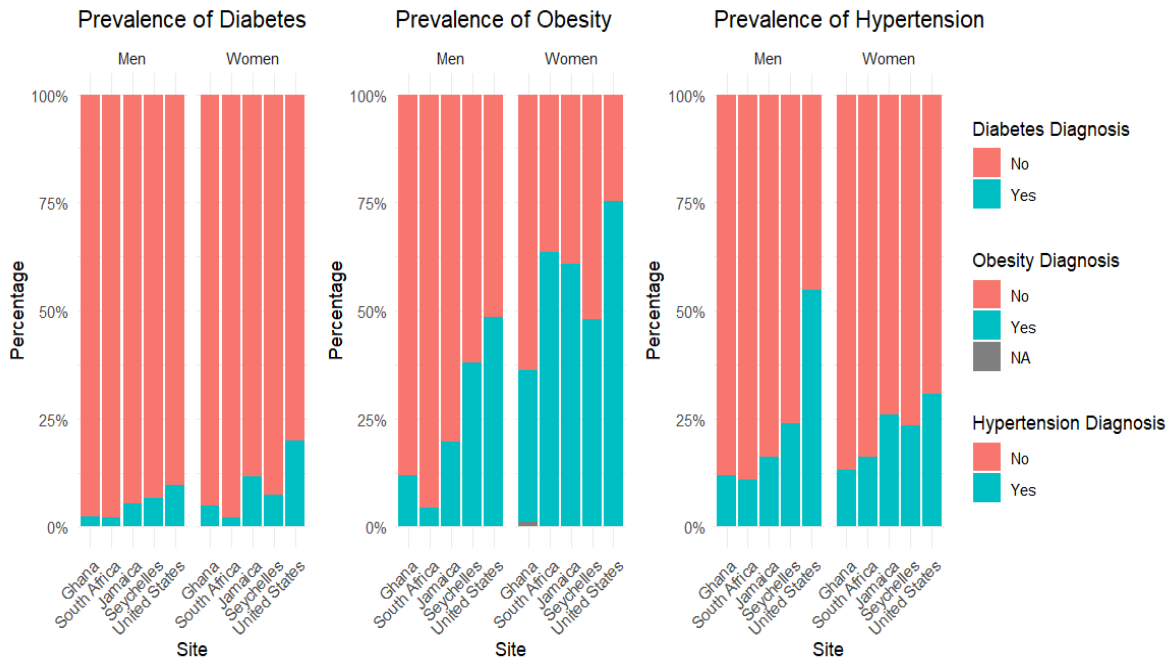 Prevalence of Diabetes
Men Women
100%
75%
50%
25%
0%
Percentage
Ghana
South Africa
Jamaica
Seychelles
United States
Ghana
South Africa
Jamaica
Seychelles
United States
Site
Prevalence of Obesity
Men Women
100%
75%
50%
25%
0%
Percentage
Ghana
South Africa
Jamaica
Seychelles
United States
Ghana
South Africa
Jamaica
Seychelles
United States
Site
Prevalence of Hypertension
Men Women
100%
75%
50%
25%
0%
Percentage
Ghana
South Africa
Jamaica
Seychelles
United States
Ghana
South Africa
Jamaica
Seychelles
United States
Site
Diabetes Diagnosis
No
Yes
Obesity Diagnosis
No
Yes
NA
Hypertension Diagnosis
No
Yes